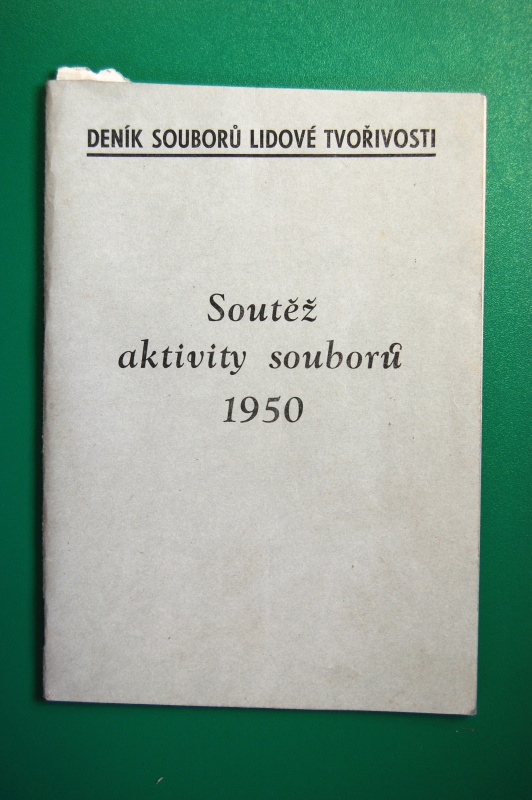 DENÍK SOUBORŮ LIDOVÉ TVOŘIVOSTI
Soutěž
aktivity souborů
1950